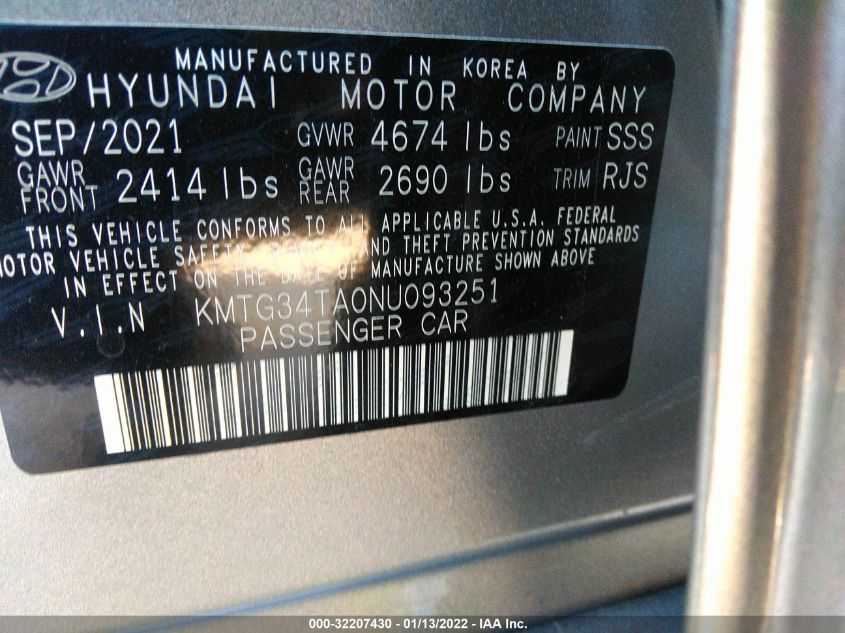 MANUFACTURED IN KOREA BY
HYUNDAI MOTOR COMPANY
SEP/2021 GVWR 4674 lbs PAINT SSS
GAWR FRONT 2414 lbs GAWR REAR 2690 lbs TRIM RJS
THIS VEHICLE CONFORMS TO ALL APPLICABLE U.S.A. FEDERAL
MOTOR VEHICLE SAFETY, AND THEFT PREVENTION STANDARDS
IN EFFECT ON THE DATE OF MANUFACTURE SHOWN ABOVE
V.I.N KMTG34TA0NU093251
PASSENGER CAR
000-32207430 - 01/13/2022 - IAA Inc.